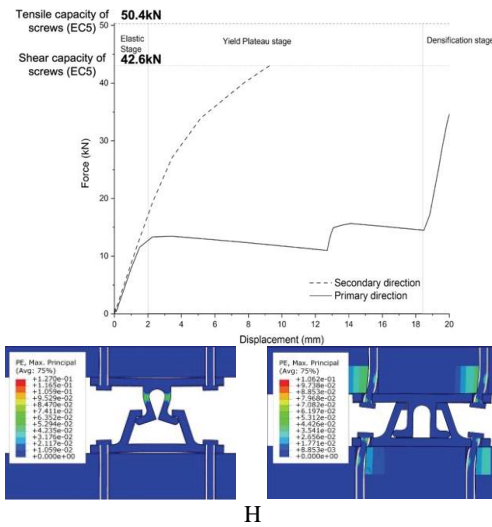 Tensile capacity of
screws (EC5)
50.4kN
Shear capacity of
screws (EC5)
42.6kN
Elastic
Stage
Yield Plateau stage
Densification stage
50
40
30
20
10
0
Force (kN)
Secondary direction
Primary direction
0 2 4 6 8 10 12 14 16 18 20
Displacement (mm)
PE, Max. Principal
(Avg: 75%)
+1.270e-01
+1.165e-01
+1.059e-01
+9.529e-02
+8.470e-02
+7.411e-02
+6.352e-02
+5.294e-02
+4.235e-02
+3.176e-02
+2.117e-02
+1.059e-02
+0.000e+00
PE, Max. Principal
(Avg: 75%)
+1.062e-01
+9.738e-02
+8.853e-02
+7.968e-02
+7.082e-02
+6.197e-02
+5.312e-02
+4.426e-02
+3.541e-02
+2.656e-02
+1.771e-02
+8.853e-03
+0.000e+00
H